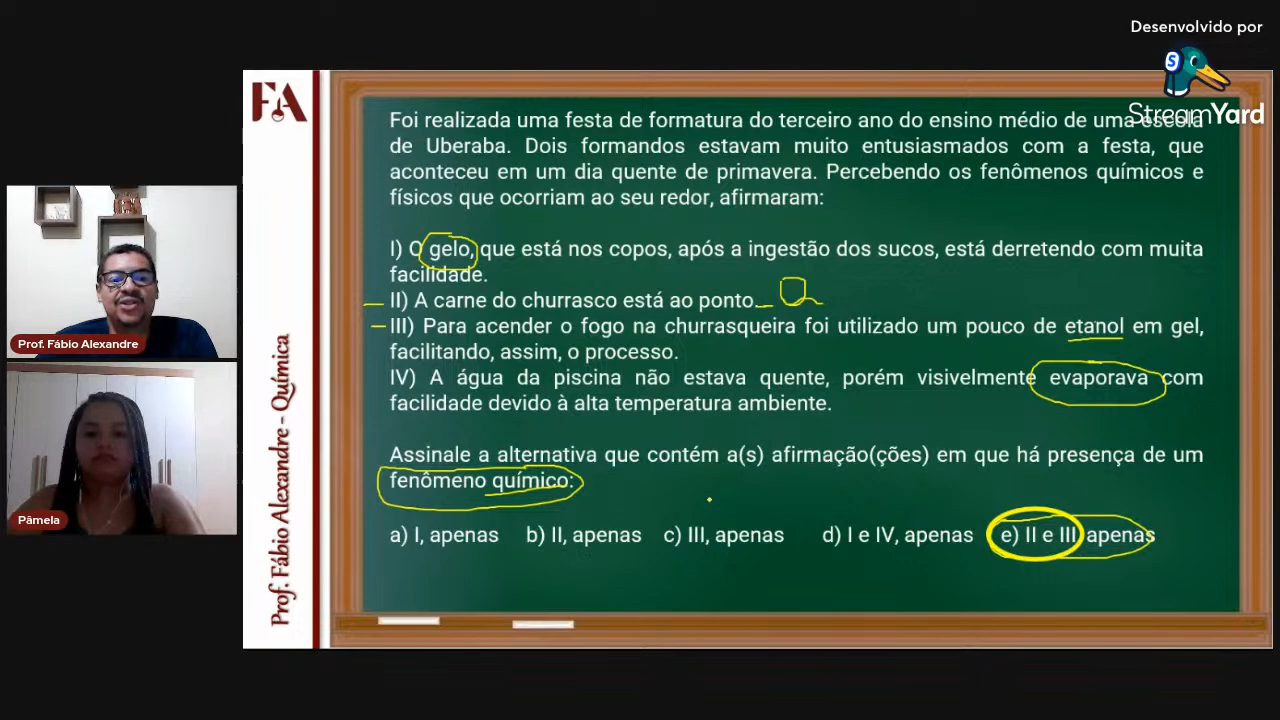 Desenvolvido por
S
StreamYard
FA
Foi realizada uma festa de formatura do terceiro ano do ensino médio de uma escola
de Uberaba. Dois formandos estavam muito entusiasmados com a festa, que
aconteceu em um dia quente de primavera. Percebendo os fenômenos químicos e
físicos que ocorriam ao seu redor, afirmaram:
I) O gelo, que está nos copos, após a ingestão dos sucos, está derretendo com muita
facilidade.
II) A carne do churrasco está ao ponto.
III) Para acender o fogo na churrasqueira foi utilizado um pouco de etanol em gel,
facilitando, assim, o processo.
IV) A água da piscina não estava quente, porém visivelmente evaporava com
facilidade devido à alta temperatura ambiente.
Assinale a alternativa que contém a(s) afirmação(ções) em que há presença de um
fenômeno químico:
a) I, apenas b) II, apenas c) III, apenas d) I e IV, apenas e) II e III apenas
Prof. Fábio Alexandre - Química
Prof. Fábio Alexandre
Pâmela